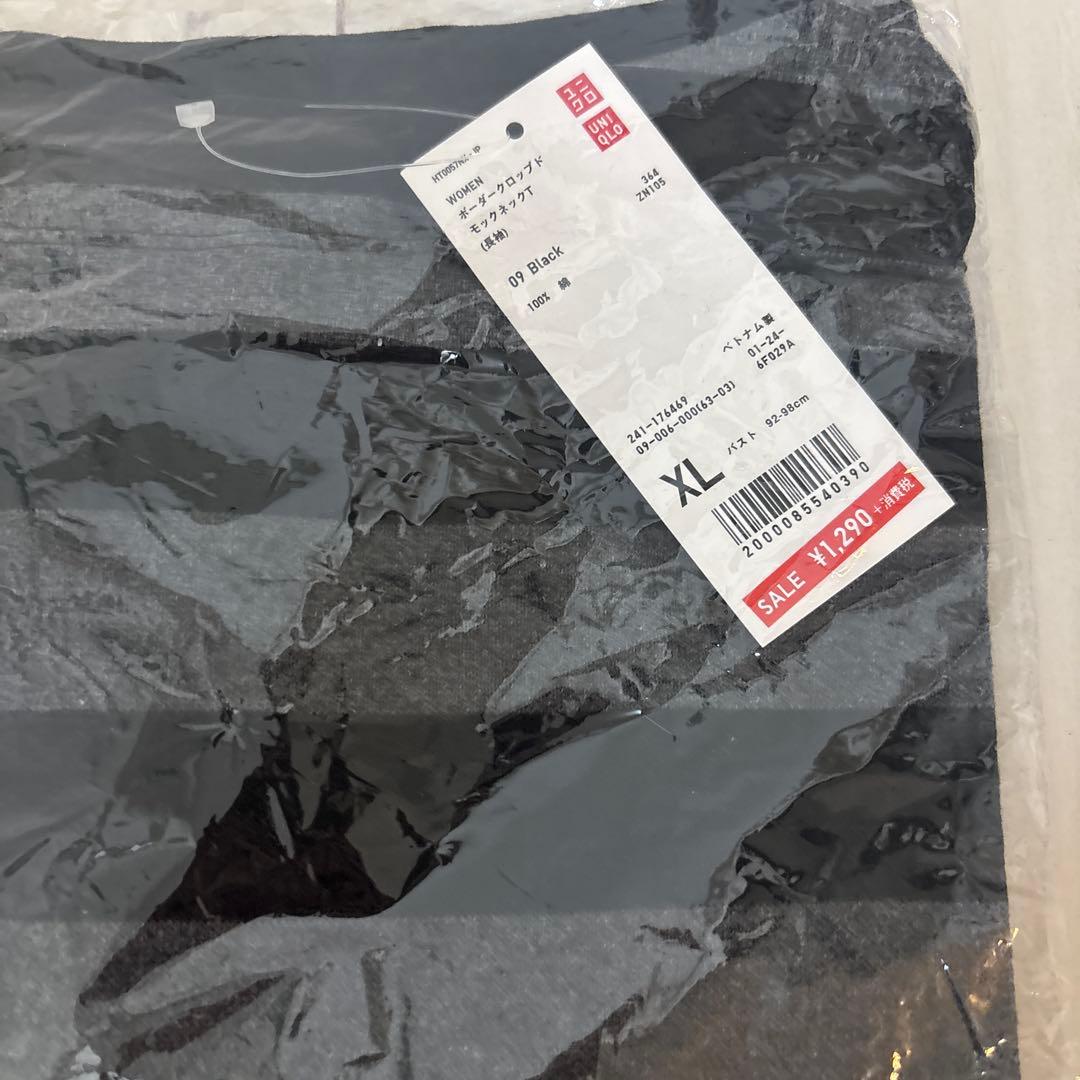 ユニ
クロ
UNI
QLO
WOMEN
ボーダークロップド
モックネックT
(長袖)
364
ZN105
09 Black
100% 綿
ベトナム製
01-24-
6F029A
241-176469
09-006-000(63-03)
XL バスト 92-98cm
2000085540390
SALE ¥1,290 +消費税